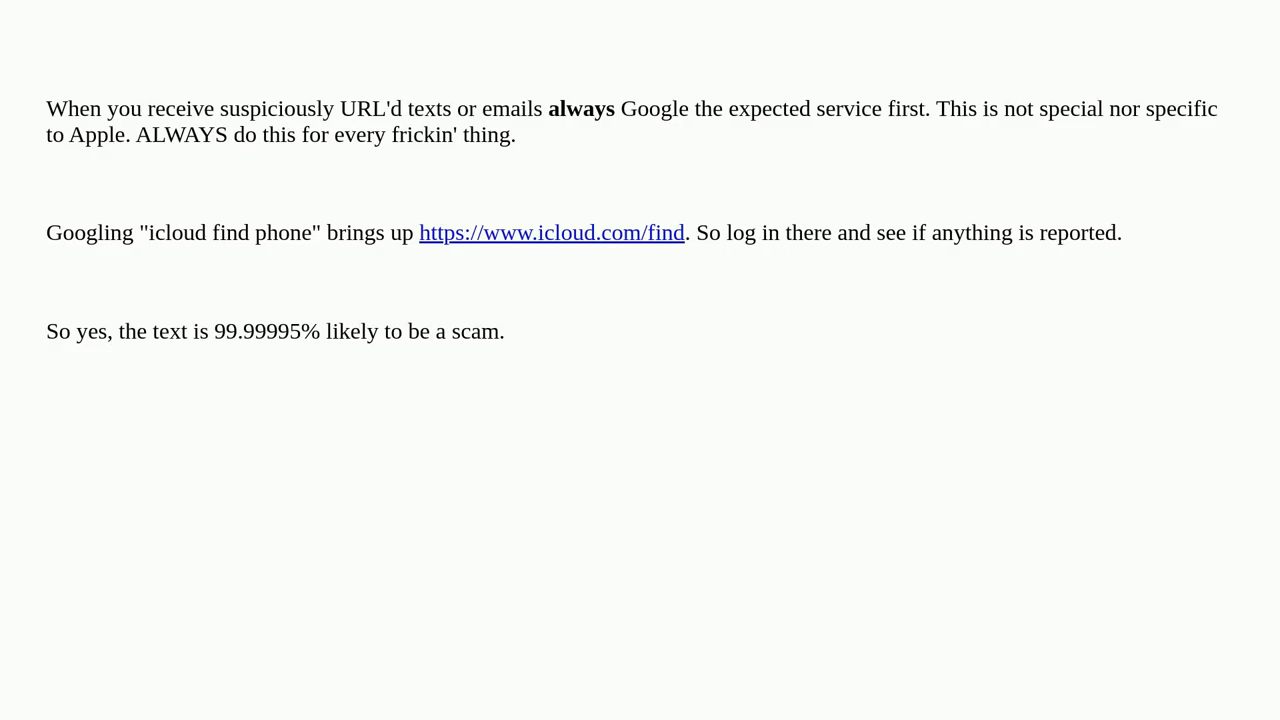 When you receive suspiciously URL'd texts or emails always Google the expected service first. This is not special nor specific
to Apple. ALWAYS do this for every frickin' thing.
Googling "icloud find phone" brings up https://www.icloud.com/find. So log in there and see if anything is reported.
So yes, the text is 99.99995% likely to be a scam.